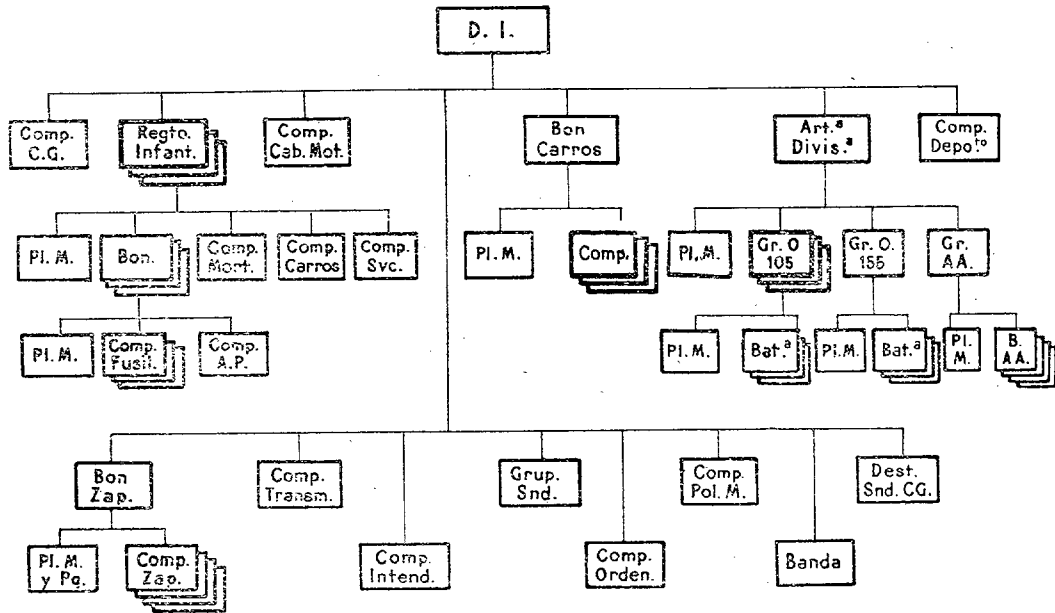 D. I.
Comp.
C.G.
Regto.
Infant.
Comp.
Cab. Mot.
Bon
Carros
Art.ª
Divis.ª
Comp.
Depoto
Pl. M.
Bon.
Comp.
Mort.
Comp.
Carros
Comp.
Svc.
Pl. M.
Comp.
Pl. M.
Gr. O
105
Gr. O.
155
Gr.
AA.
Pl. M.
Comp.
Fusil.
Comp.
A.P.
Pl. M.
Bat.ª
Pl. M.
Bat.ª
Pl.
M.
B.
AA.
Bon
Zap.
Comp.
Transm.
Grup.
Snd.
Comp.
Pol. M.
Dest.
Snd. CG.
Pl. M.
y Pq.
Comp.
Zap.
Comp.
Intend.
Comp.
Orden.
Banda